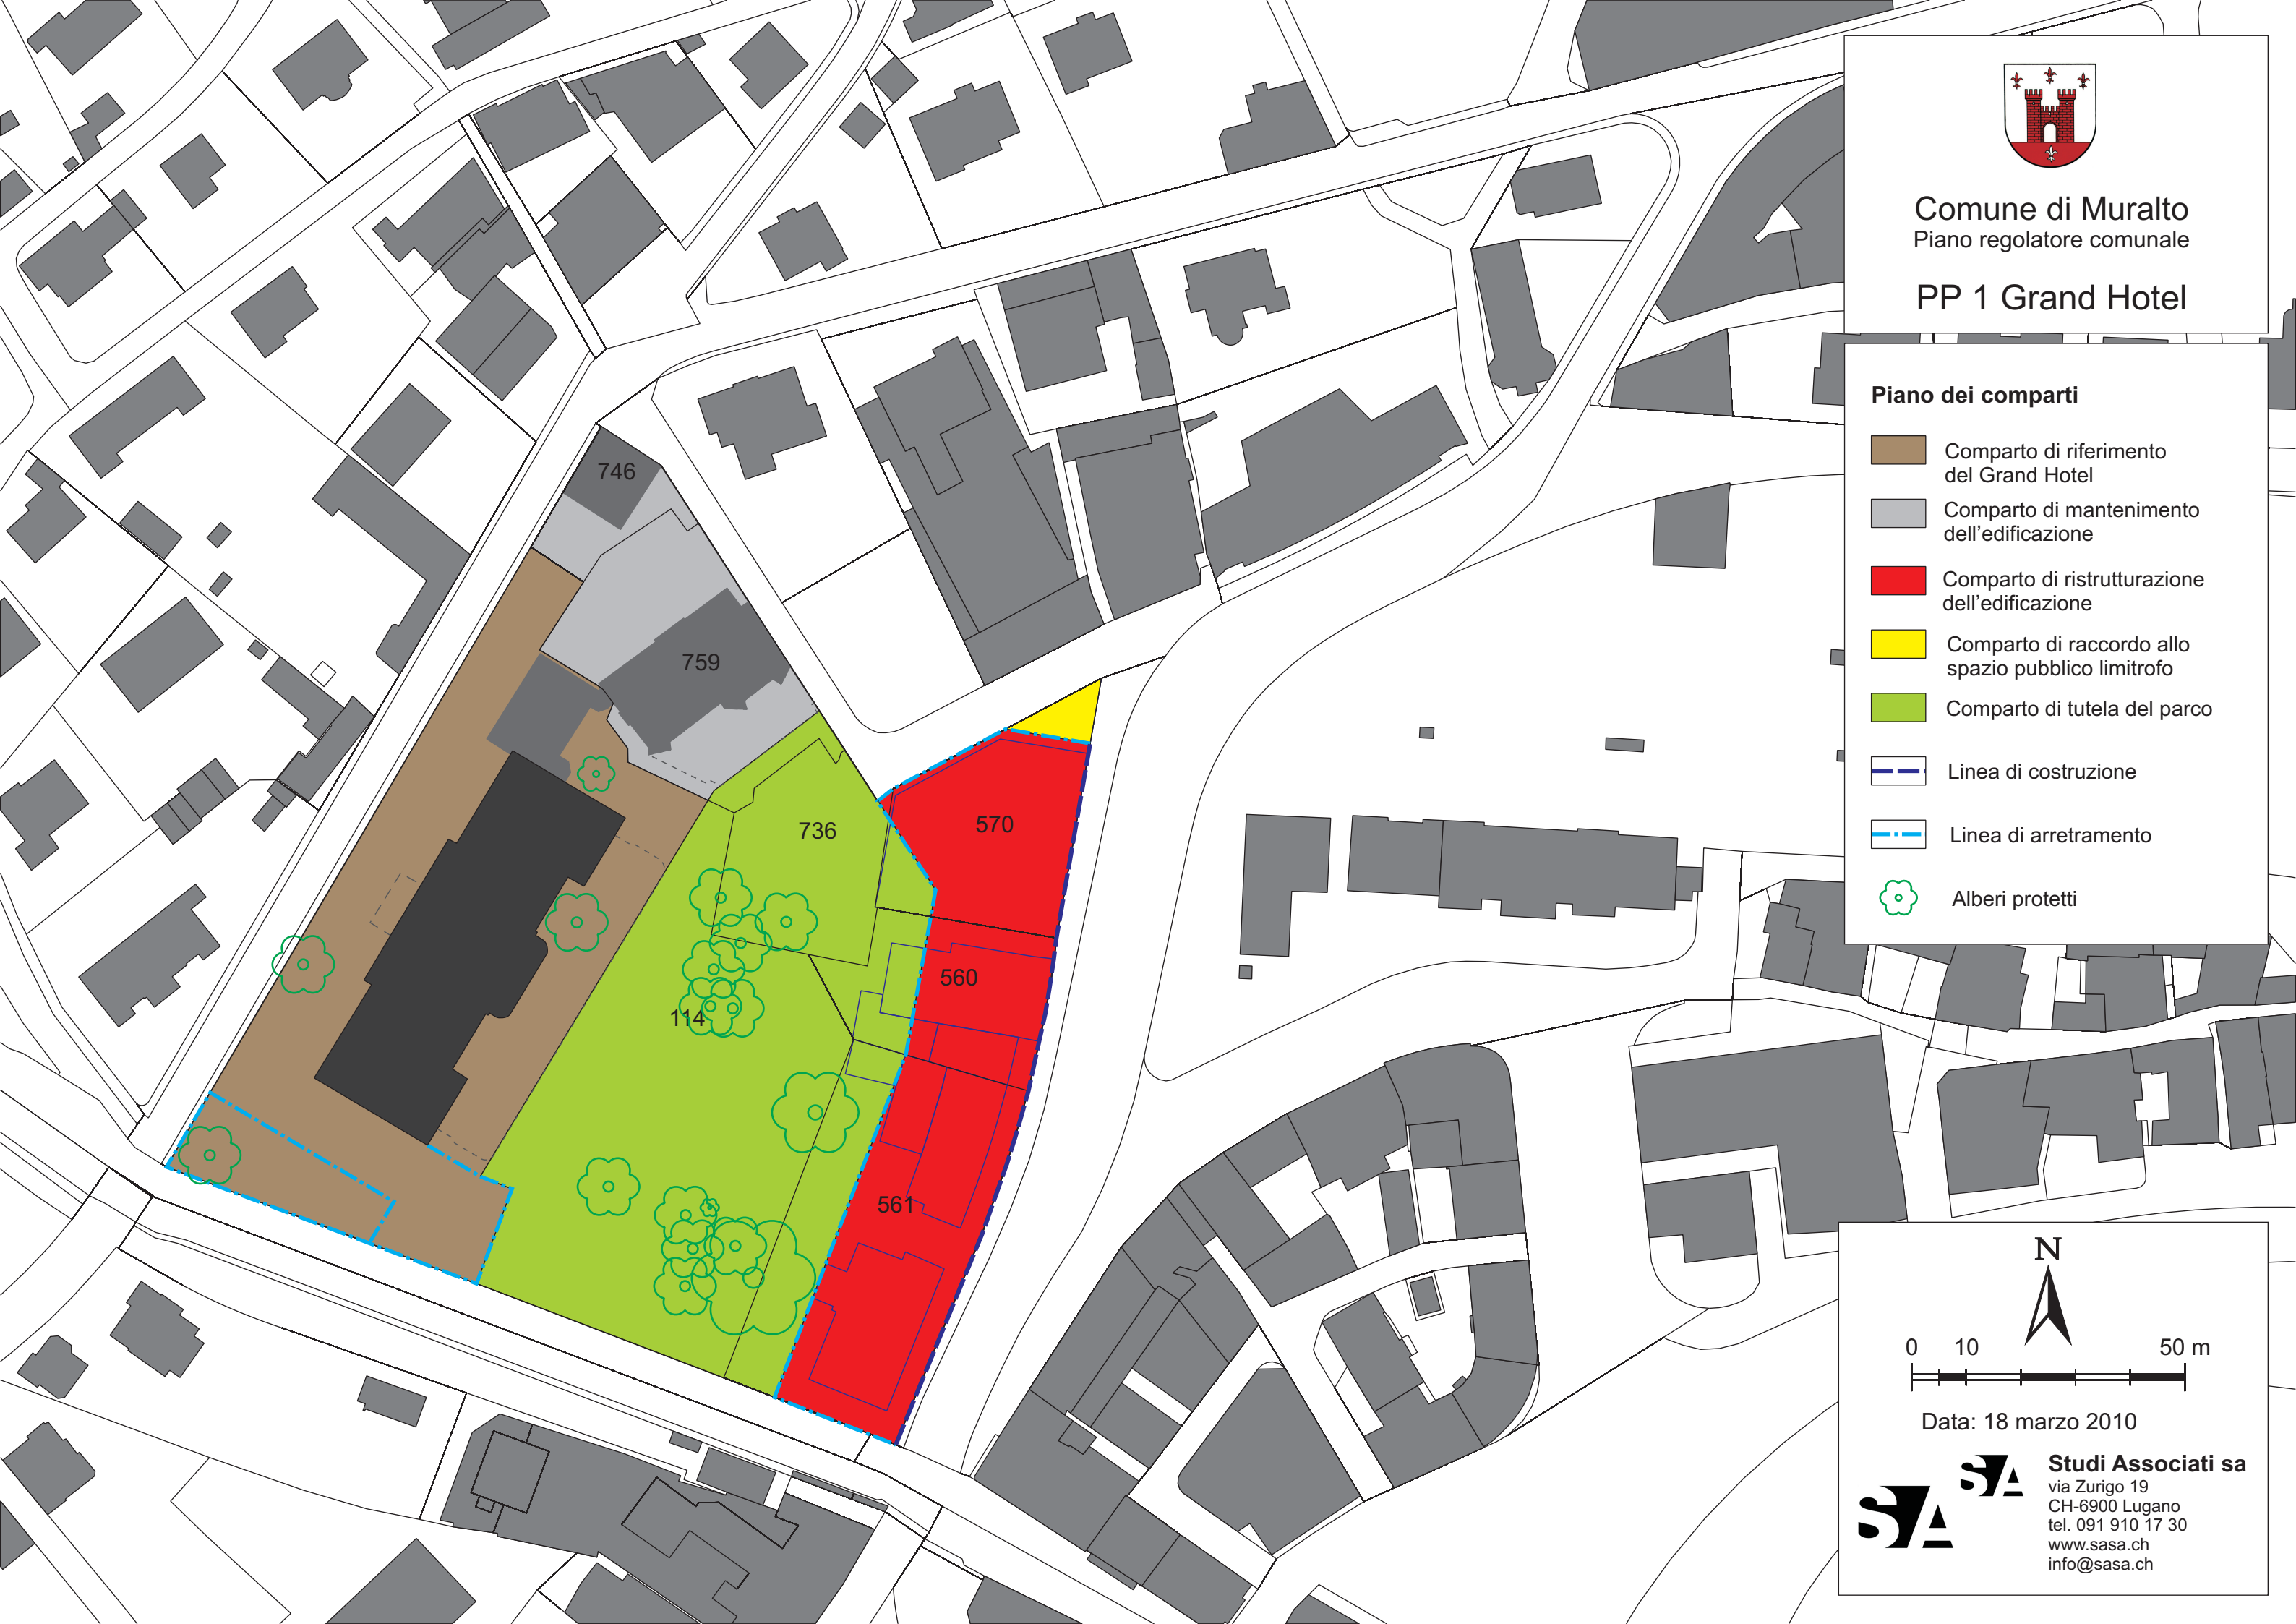 Comune di Muralto
Piano regolatore comunale
PP 1 Grand Hotel
Piano dei comparti
Comparto di riferimento
del Grand Hotel
Comparto di mantenimento
dell'edificazione
Comparto di ristrutturazione
dell'edificazione
Comparto di raccordo allo
spazio pubblico limitrofo
Comparto di tutela del parco
Linea di costruzione
Linea di arretramento
Alberi protetti
746
759
736
570
560
114
561
N
0 10 50 m
Data: 18 marzo 2010
SA
SA
Studi Associati sa
via Zurigo 19
CH-6900 Lugano
tel. 091 910 17 30
www.sasa.ch
info@sasa.ch